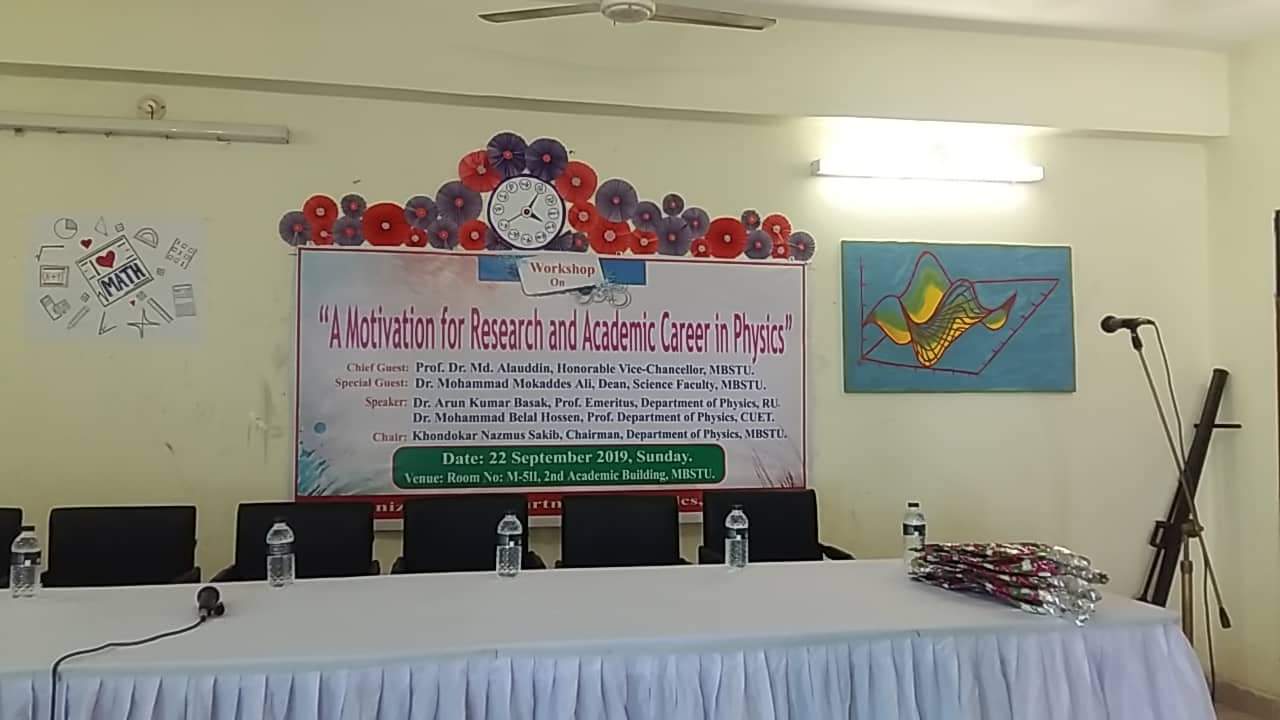 Workshop
On
“A Motivation for Research and Academic Career in Physics”
Chief Guest: Prof. Dr. Md. Alauddin, Honorable Vice-Chancellor, MBSTU.
Special Guest: Dr. Mohammad Mokaddes Ali, Dean, Science Faculty, MBSTU.
Speaker: Dr. Arun Kumar Basak, Prof. Emeritus, Department of Physics, RU.
Dr. Mohammad Belal Hossen, Prof. Department of Physics, CUET.
Chair: Khondokar Nazmus Sakib, Chairman, Department of Physics, MBSTU.
Date: 22 September 2019, Sunday.
Venue: Room No: M-511, 2nd Academic Building, MBSTU.
MATH